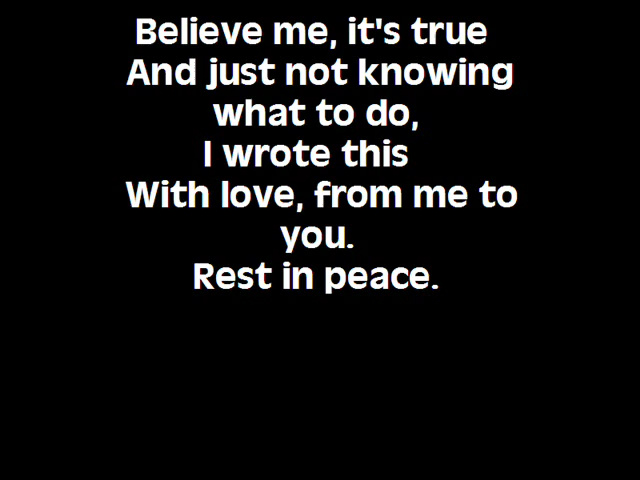 Believe me, it's true
And just not knowing
what to do,
I wrote this
With love, from me to
you.
Rest in peace.